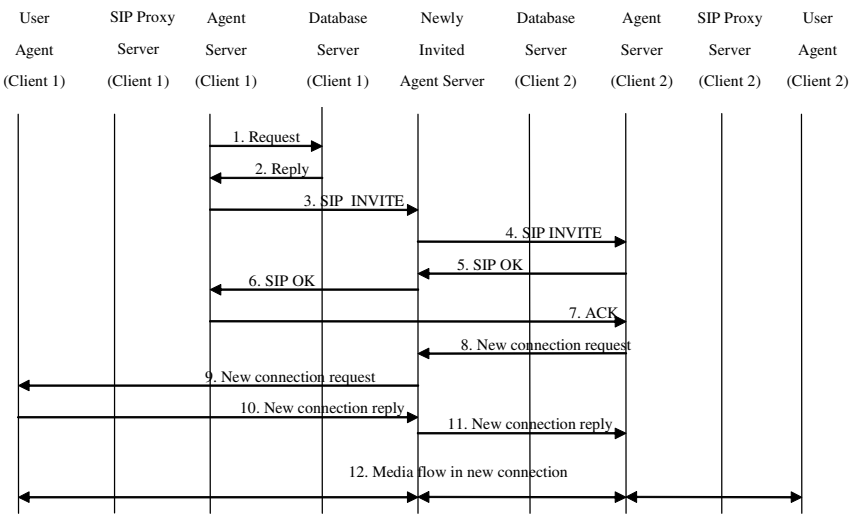 User SIP Proxy Agent Database Newly Database Agent SIP Proxy User
Agent Server Server Server Invited Server Server Server Agent
(Client 1) (Client 1) (Client 1) (Client 1) Agent Server (Client 2) (Client 2) (Client 2) (Client 2)
1. Request
2. Reply
3. SIP INVITE
4. SIP INVITE
5. SIP OK
6. SIP OK
7. ACK
8. New connection request
9. New connection request
10. New connection reply
11. New connection reply
12. Media flow in new connection